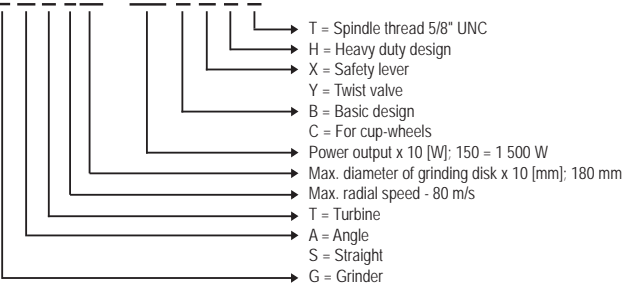 T = Spindle thread 5/8" UNC
H = Heavy duty design
X = Safety lever
Y = Twist valve
B = Basic design
C = For cup-wheels
Power output x 10 [W]; 150 = 1 500 W
Max. diameter of grinding disk x 10 [mm]; 180 mm
Max. radial speed - 80 m/s
T = Turbine
A = Angle
S = Straight
G = Grinder